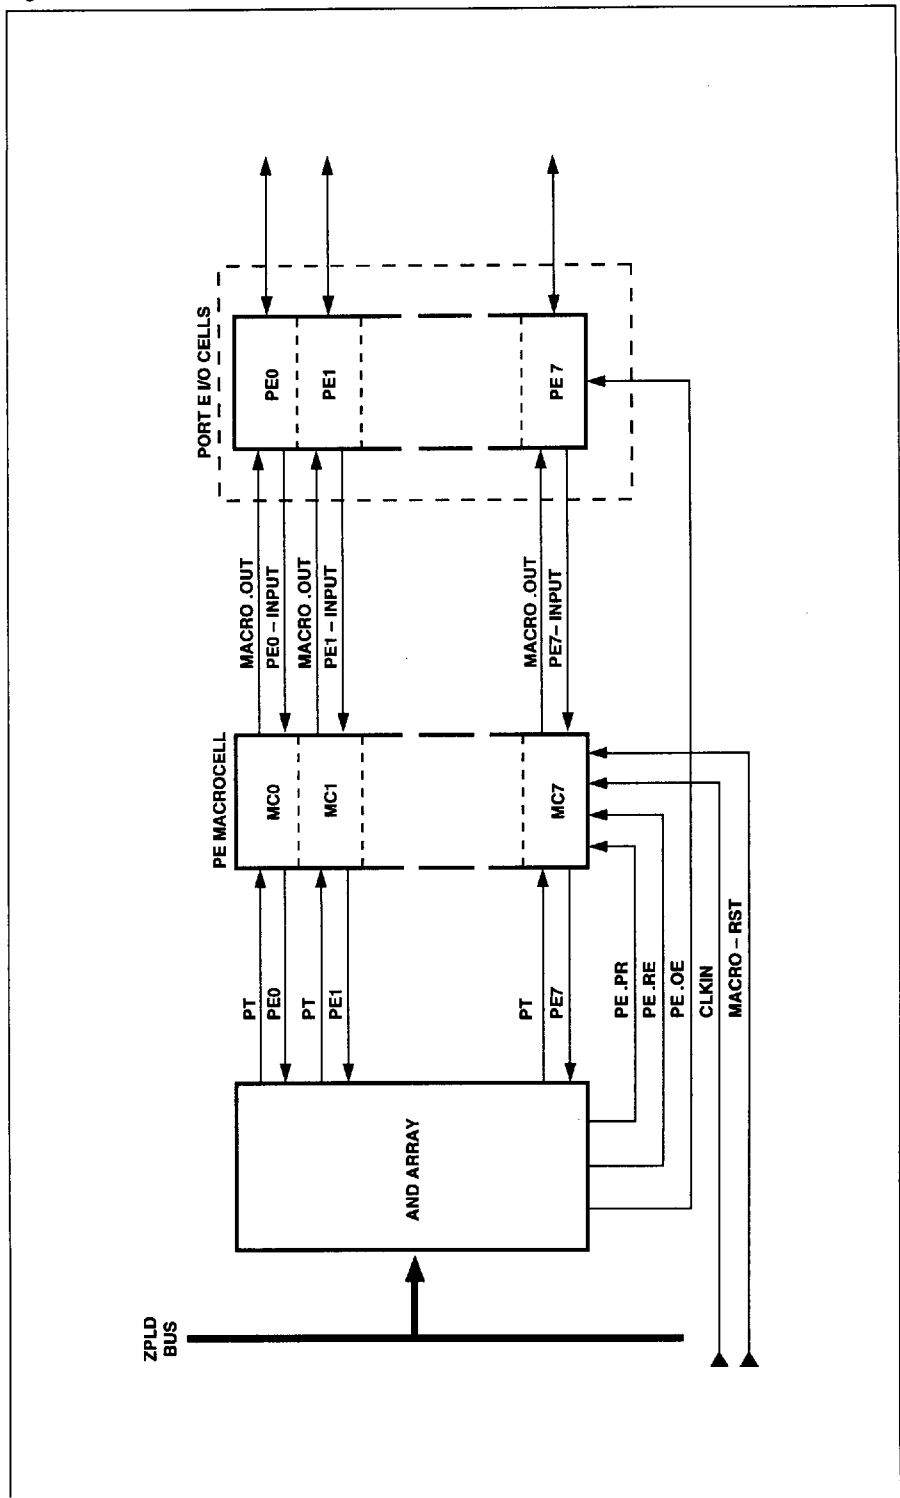 ZPLD
BUS
AND ARRAY
PT
PE0
PT
PE1
PT
PE7
PE .PR
PE .RE
PE .OE
CLKIN
MACRO – RST
PE MACROCELL
MC0
MC1
MC7
MACRO .OUT
PE0 – INPUT
MACRO .OUT
PE1 – INPUT
MACRO .OUT
PE7– INPUT
PORT E I/O CELLS
PE0
PE1
PE 7